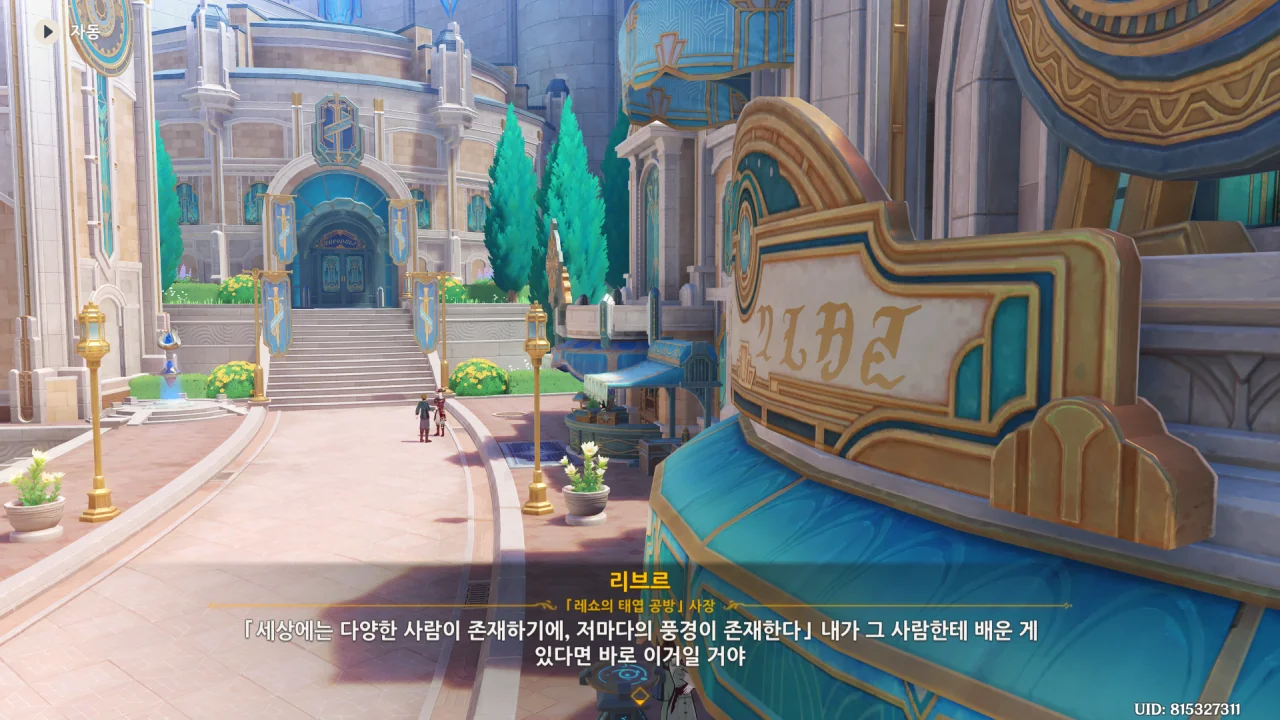 자동
리브르
「레쇼의 태엽 공방」 사장
「세상에는 다양한 사람이 존재하기에, 저마다의 풍경이 존재한다」 내가 그 사람한테 배운 게
있다면 바로 이거일 거야
UID: 815327311